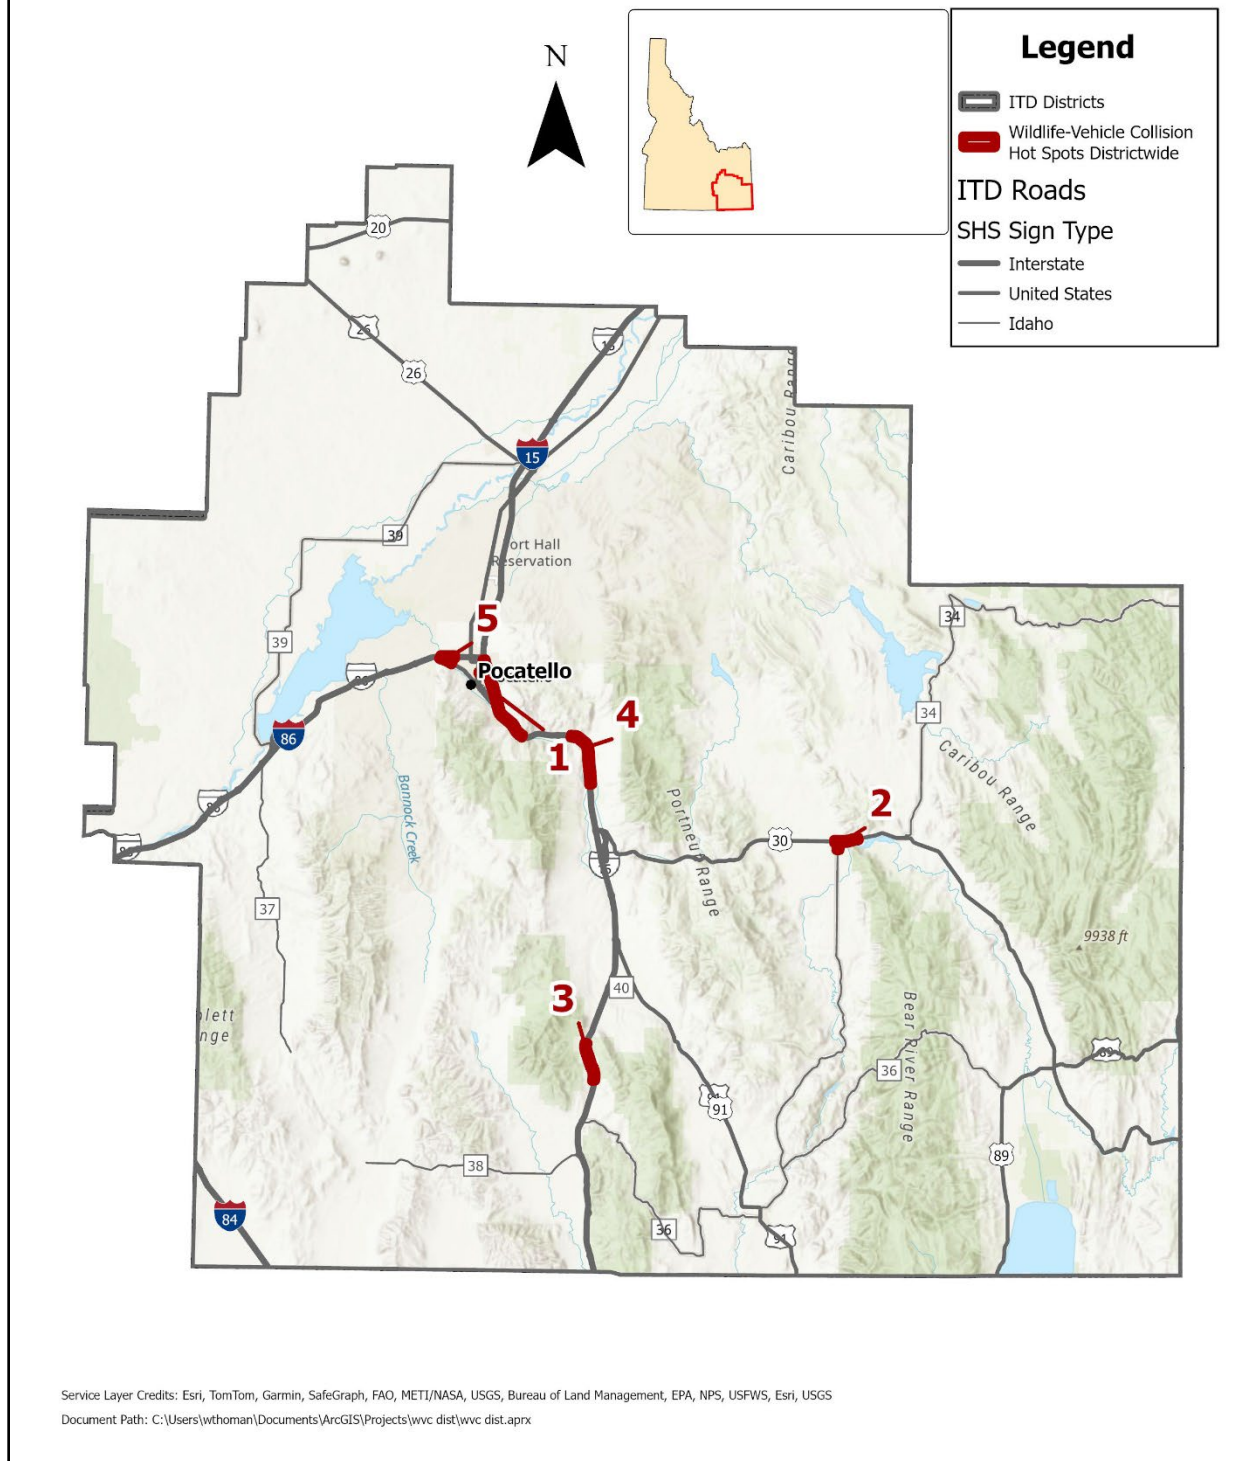 N
Legend
ITD Districts
Wildlife-Vehicle Collision
Hot Spots Districtwide
ITD Roads
SHS Sign Type
Interstate
United States
Idaho
20
26
26
15
15
Caribou Range
39
ort Hall
Reservation
39
5
Pocatello
34
86
4
34
1
Caribou Range
Bannock Creek
Portneuf Range
2
30
37
9938 ft
3
40
lett
nge
Bear River Range
89
36
91
89
38
84
36
91
Service Layer Credits: Esri, TomTom, Garmin, SafeGraph, FAO, METI/NASA, USGS, Bureau of Land Management, EPA, NPS, USFWS, Esri, USGS
Document Path: C:\Users\wthoman\Documents\ArcGIS\Projects\wvc dist\wvc dist.aprx